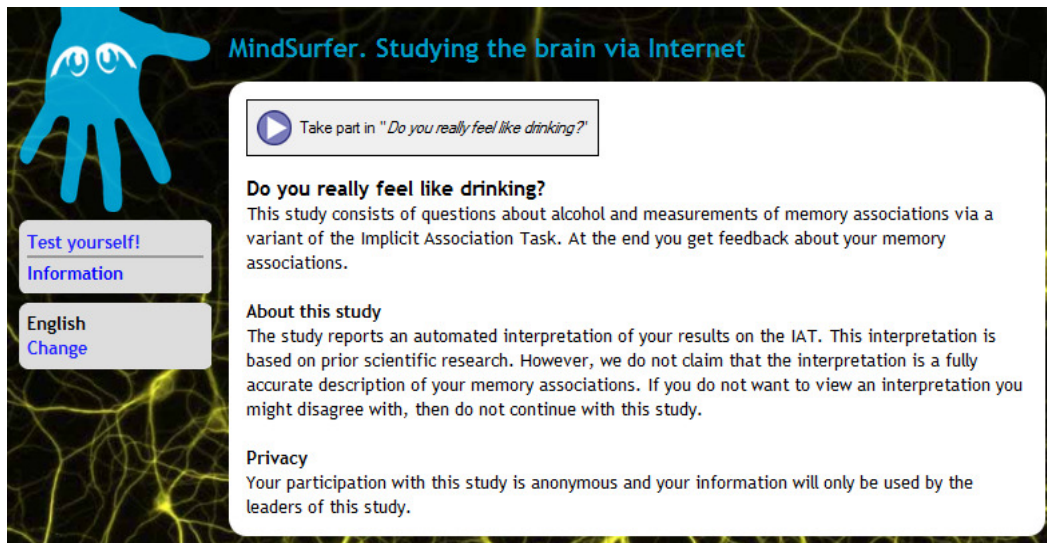 MindSurfer. Studying the brain via Internet
Take part in "Do you really feel like drinking?"
Do you really feel like drinking?
This study consists of questions about alcohol and measurements of memory associations via a
variant of the Implicit Association Task. At the end you get feedback about your memory
associations.
Test yourself!
Information
English
Change
About this study
The study reports an automated interpretation of your results on the IAT. This interpretation is
based on prior scientific research. However, we do not claim that the interpretation is a fully
accurate description of your memory associations. If you do not want to view an interpretation you
might disagree with, then do not continue with this study.
Privacy
Your participation with this study is anonymous and your information will only be used by the
leaders of this study.